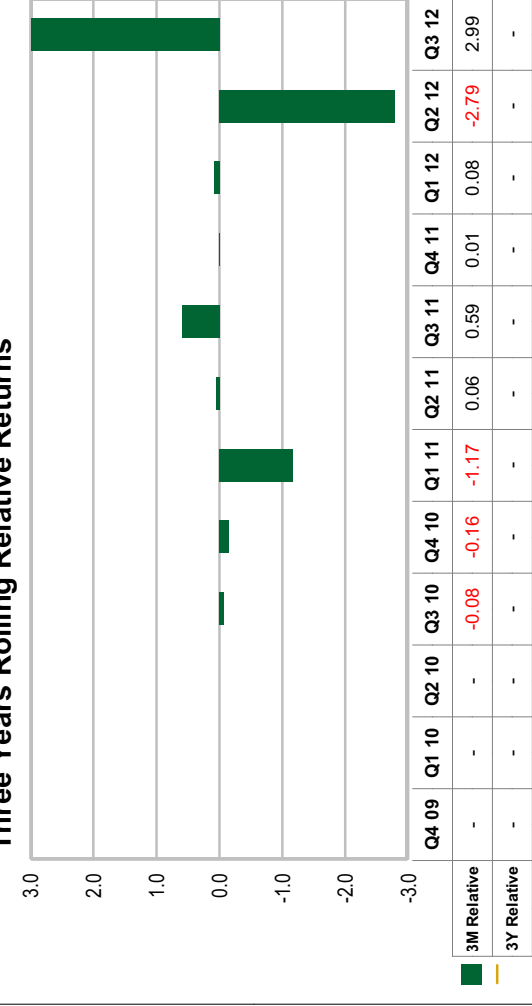 Three Years Rolling Relative Returns
3.0
2.0
1.0
0.0
-1.0
-2.0
-3.0
Q4 09 Q1 10 Q2 10 Q3 10 Q4 10 Q1 11 Q2 11 Q3 11 Q4 11 Q1 12 Q2 12 Q3 12
3M Relative - - - -0.08 -0.16 -1.17 0.06 0.59 0.01 0.08 -2.79 2.99
3Y Relative - - - - - - - - - - - -